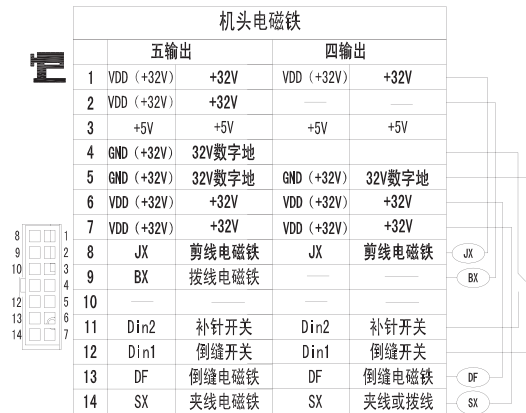 机头电磁铁
五输出 四输出
1 VDD (+32V) +32V VDD (+32V) +32V
2 VDD (+32V) +32V —— ——
3 +5V +5V +5V +5V
4 GND (+32V) 32V数字地
5 GND (+32V) 32V数字地 GND (+32V) 32V数字地
6 VDD (+32V) +32V VDD (+32V) +32V
7 VDD (+32V) +32V VDD (+32V) +32V
8 JX 剪线电磁铁 JX 剪线电磁铁 JX
9 BX 拨线电磁铁 —— —— BX
10 —— —— —— ——
11 Din2 补针开关 Din2 补针开关
12 Din1 倒缝开关 Din1 倒缝开关
13 DF 倒缝电磁铁 DF 倒缝电磁铁 DF
14 SX 夹线电磁铁 SX 夹线或拨线 SX
8 1
9 2
10 3
4
12 5
13 6
14 7